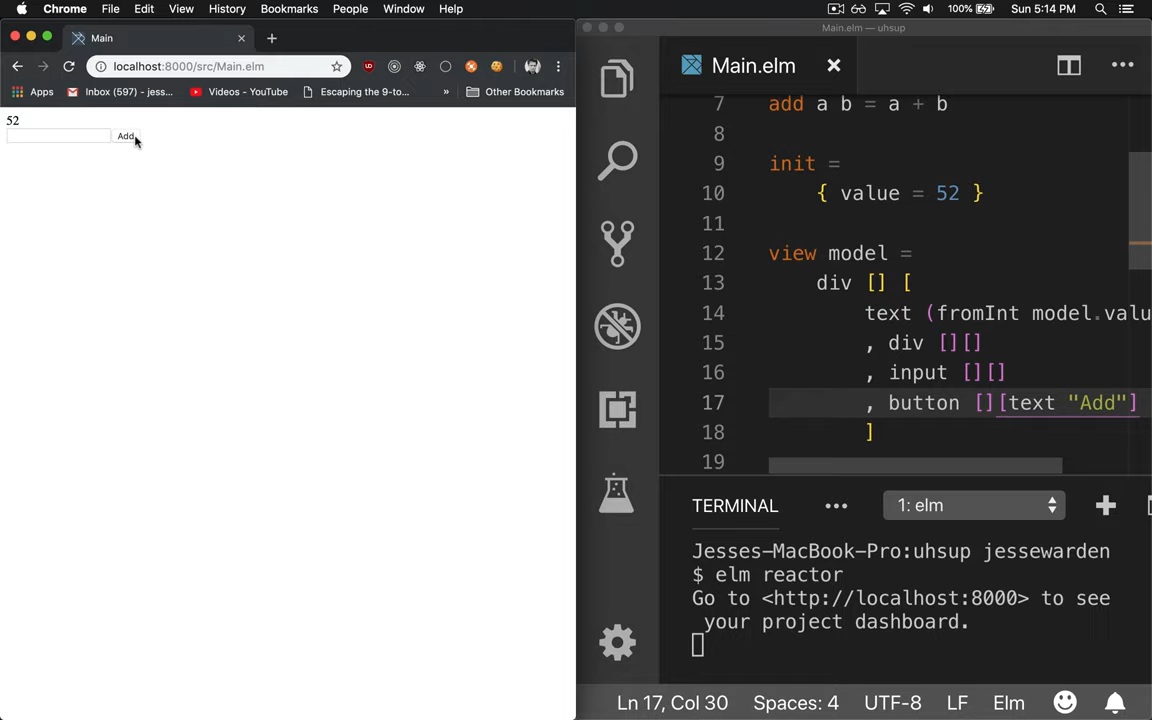 Chrome File Edit View History Bookmarks People Window Help 100% Sun 5:14 PM
Main
localhost:8000/src/Main.elm
Apps Inbox (597) - jess... Videos - YouTube Escaping the 9-to... » Other Bookmarks
52
Add
Main.elm — uhsup
Main.elm
7 add a b = a + b
8
9 init =
10 { value = 52 }
11
12 view model =
13 div [] [
14 text (fromInt model.valu
15 , div [][]
16 , input [][]
17 , button [][text "Add"]
18 ]
19
TERMINAL ... 1: elm
Jesses-MacBook-Pro:uhsup jessewarden
$ elm reactor
Go to <http://localhost:8000> to see
your project dashboard.
Ln 17, Col 30 Spaces: 4 UTF-8 LF Elm